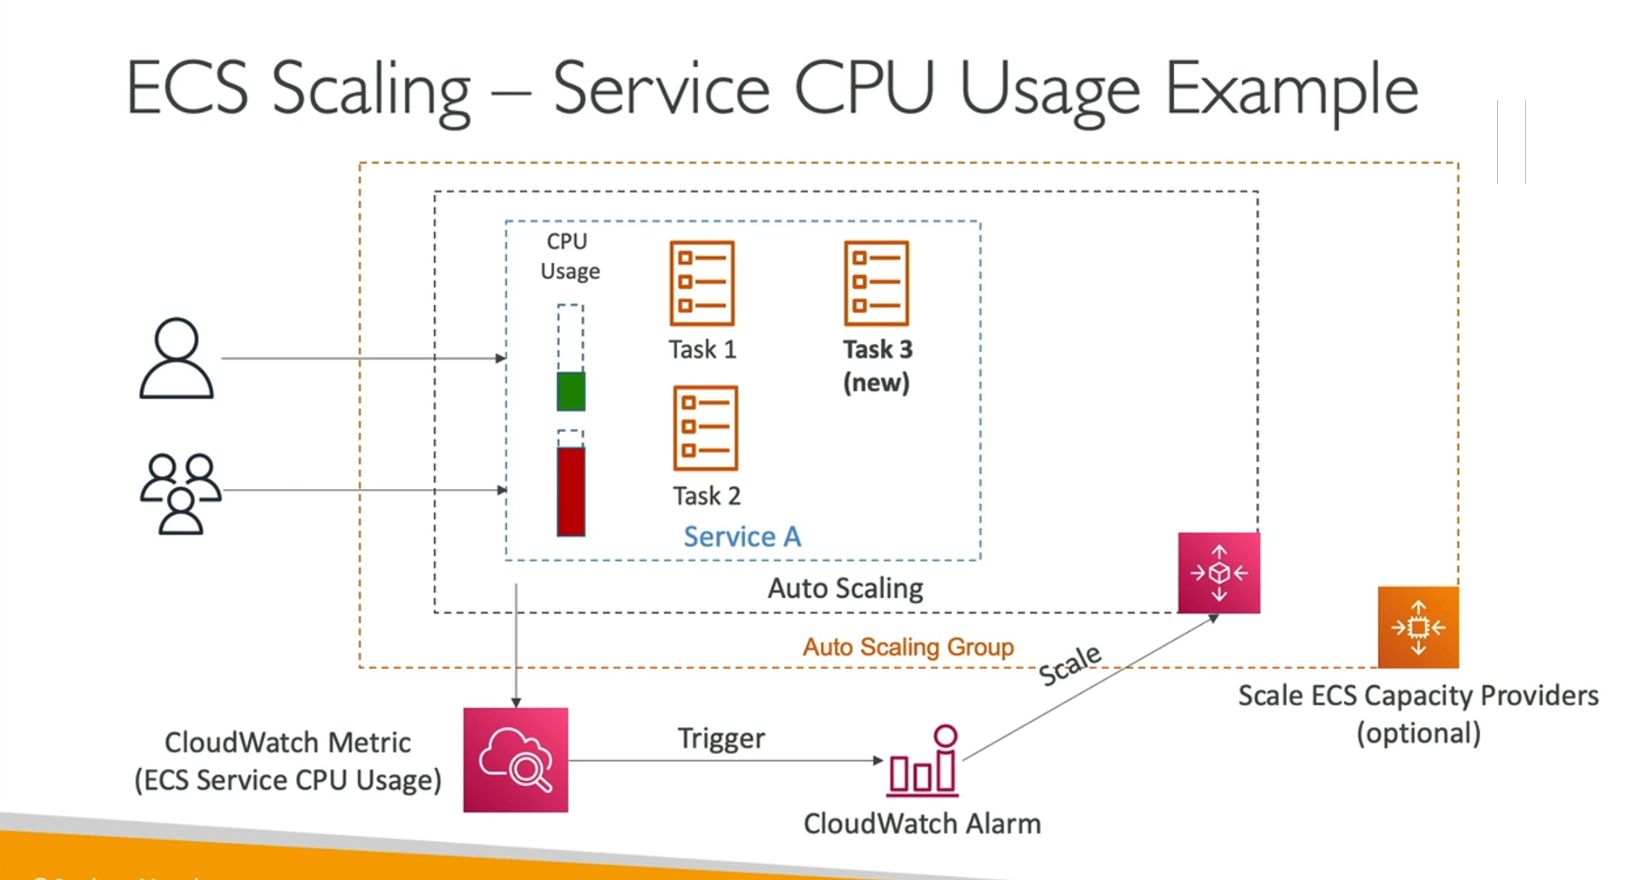 ECS Scaling – Service CPU Usage Example
CPU
Usage
Task 1
Task 3
(new)
Task 2
Service A
Auto Scaling
Auto Scaling Group
Scale
Scale ECS Capacity Providers
(optional)
CloudWatch Metric
(ECS Service CPU Usage)
Trigger
CloudWatch Alarm